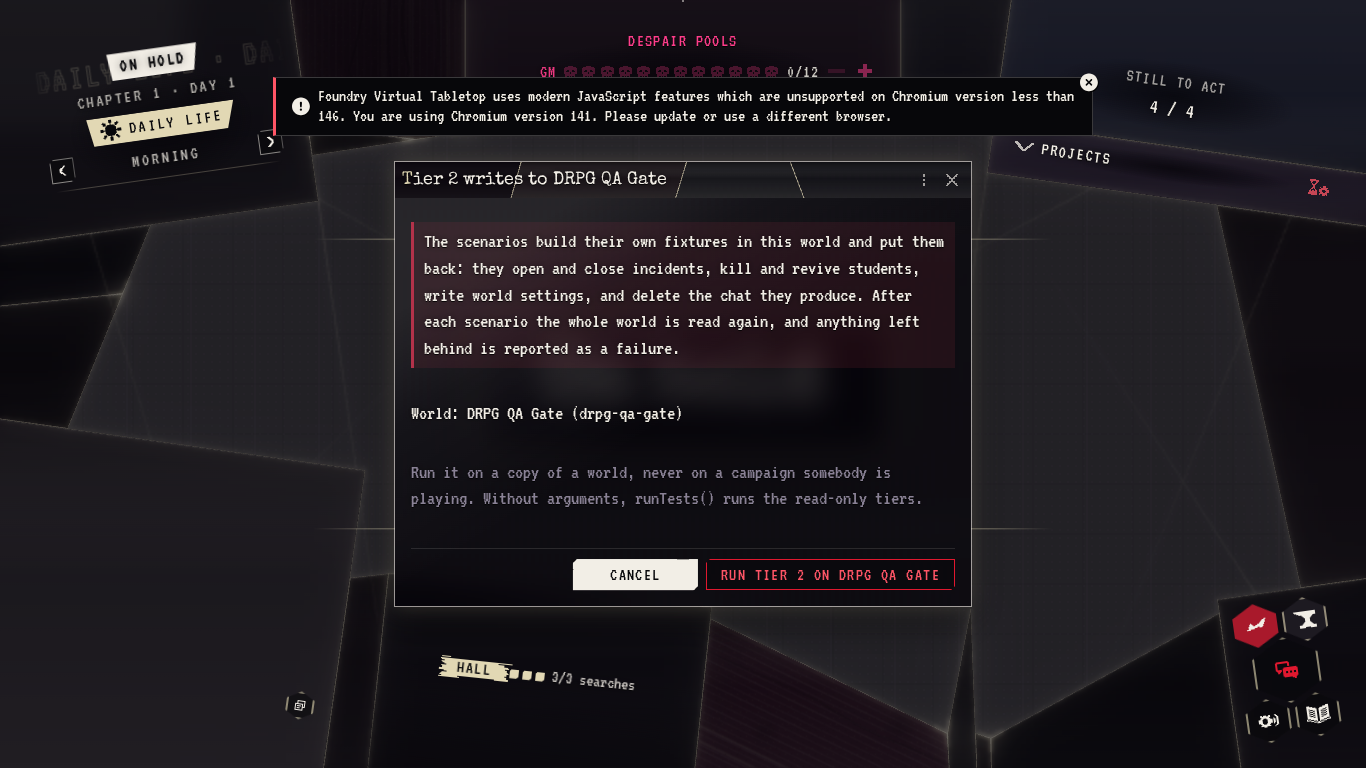 DESPAIR POOLS
GM 0/12
ON HOLD
CHAPTER 1 · DAY 1
DAILY LIFE
MORNING
Foundry Virtual Tabletop uses modern JavaScript features which are unsupported on Chromium version less than
146. You are using Chromium version 141. Please update or use a different browser.
STILL TO ACT
4 / 4
PROJECTS
Tier 2 writes to DRPG QA Gate
The scenarios build their own fixtures in this world and put them
back: they open and close incidents, kill and revive students,
write world settings, and delete the chat they produce. After
each scenario the whole world is read again, and anything left
behind is reported as a failure.
World: DRPG QA Gate (drpg-qa-gate)
Run it on a copy of a world, never on a campaign somebody is
playing. Without arguments, runTests() runs the read-only tiers.
CANCEL
RUN TIER 2 ON DRPG QA GATE
HALL 3/3 searches